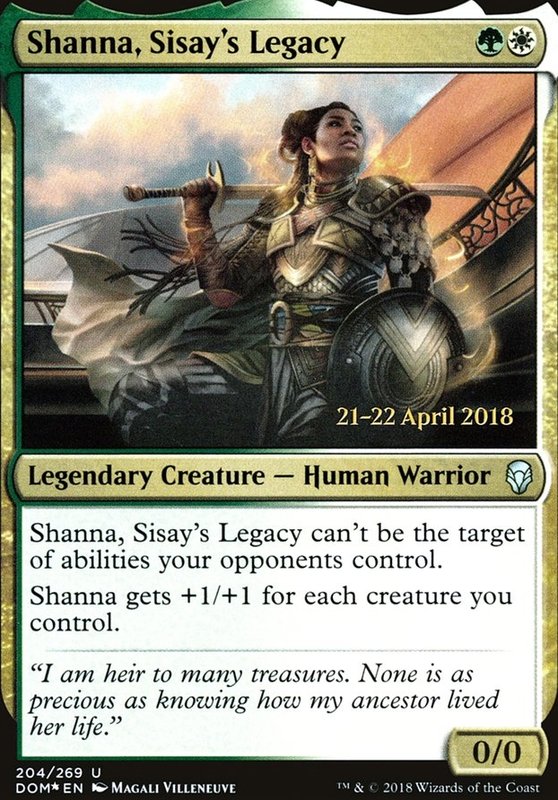 Shanna, Sisay's Legacy
21–22 April 2018
Legendary Creature — Human Warrior
Shanna, Sisay's Legacy can't be the target
of abilities your opponents control.
Shanna gets +1/+1 for each creature you
control.
“I am heir to many treasures. None is as
precious as knowing how my ancestor lived
her life.”
0/0
204/269 U
DOM★EN Magali Villeneuve
™ & © 2018 Wizards of the Coast